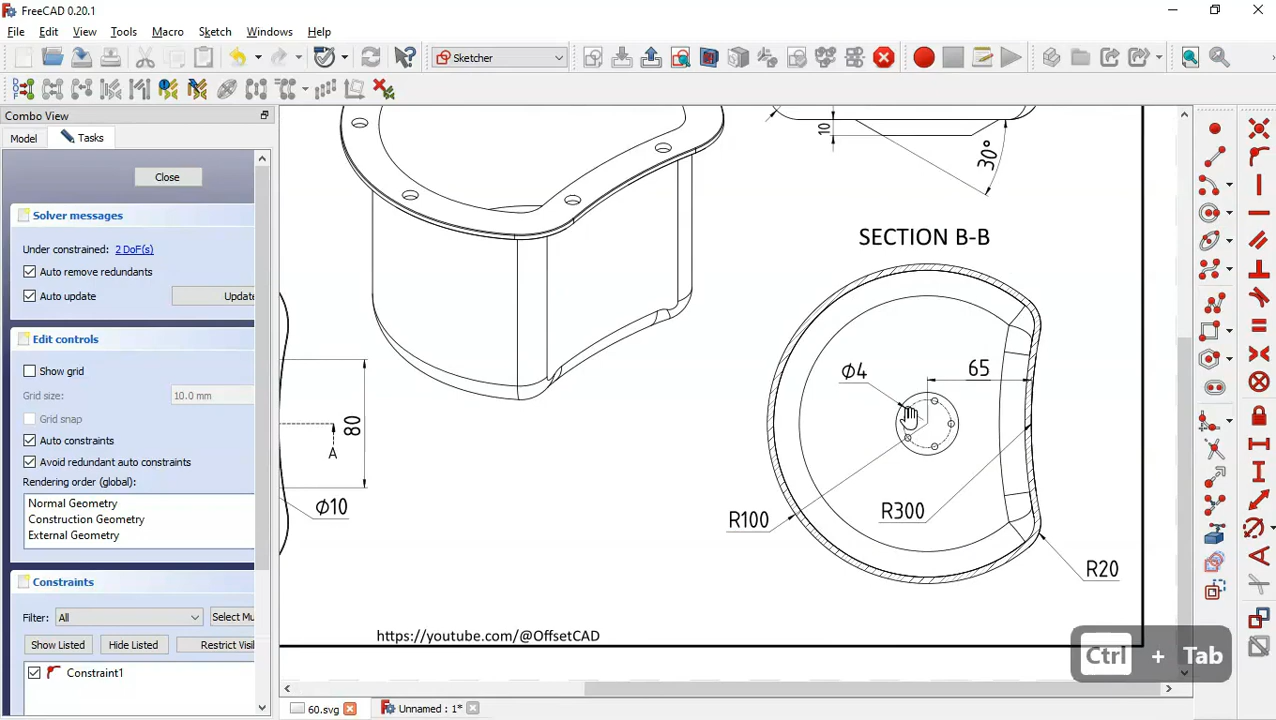 FreeCAD 0.20.1
File Edit View Tools Macro Sketch Windows Help
Sketcher
Combo View
Model Tasks
Close
Solver messages
Under constrained: 2 DoF(s)
Auto remove redundants
Auto update Update
Edit controls
Show grid
Grid size: 10.0 mm
Grid snap
Auto constraints
Avoid redundant auto constraints
Rendering order (global):
Normal Geometry
Construction Geometry
External Geometry
Constraints
Filter: All Select Mu
Show Listed Hide Listed Restrict Visi
Constraint1
10
30°
SECTION B-B
Ø4
65
80
A
Ø10
R100
R300
R20
https://youtube.com/@OffsetCAD
Ctrl + Tab
60.svg Unnamed : 1*